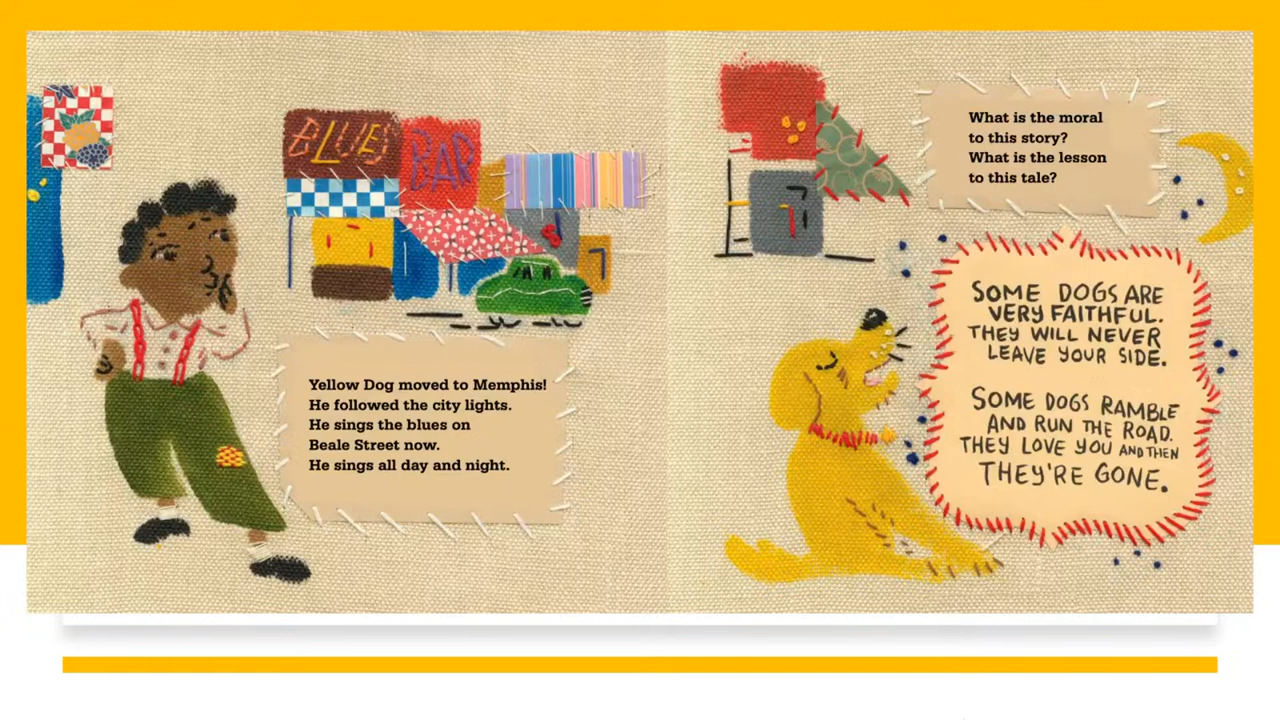 BLUES
BAR
Yellow Dog moved to Memphis!
He followed the city lights.
He sings the blues on
Beale Street now.
He sings all day and night.
What is the moral
to this story?
What is the lesson
to this tale?
SOME DOGS ARE
VERY FAITHFUL.
THEY WILL NEVER
LEAVE YOUR SIDE.
SOME DOGS RAMBLE
AND RUN THE ROAD.
THEY LOVE YOU AND THEN
THEY'RE GONE.